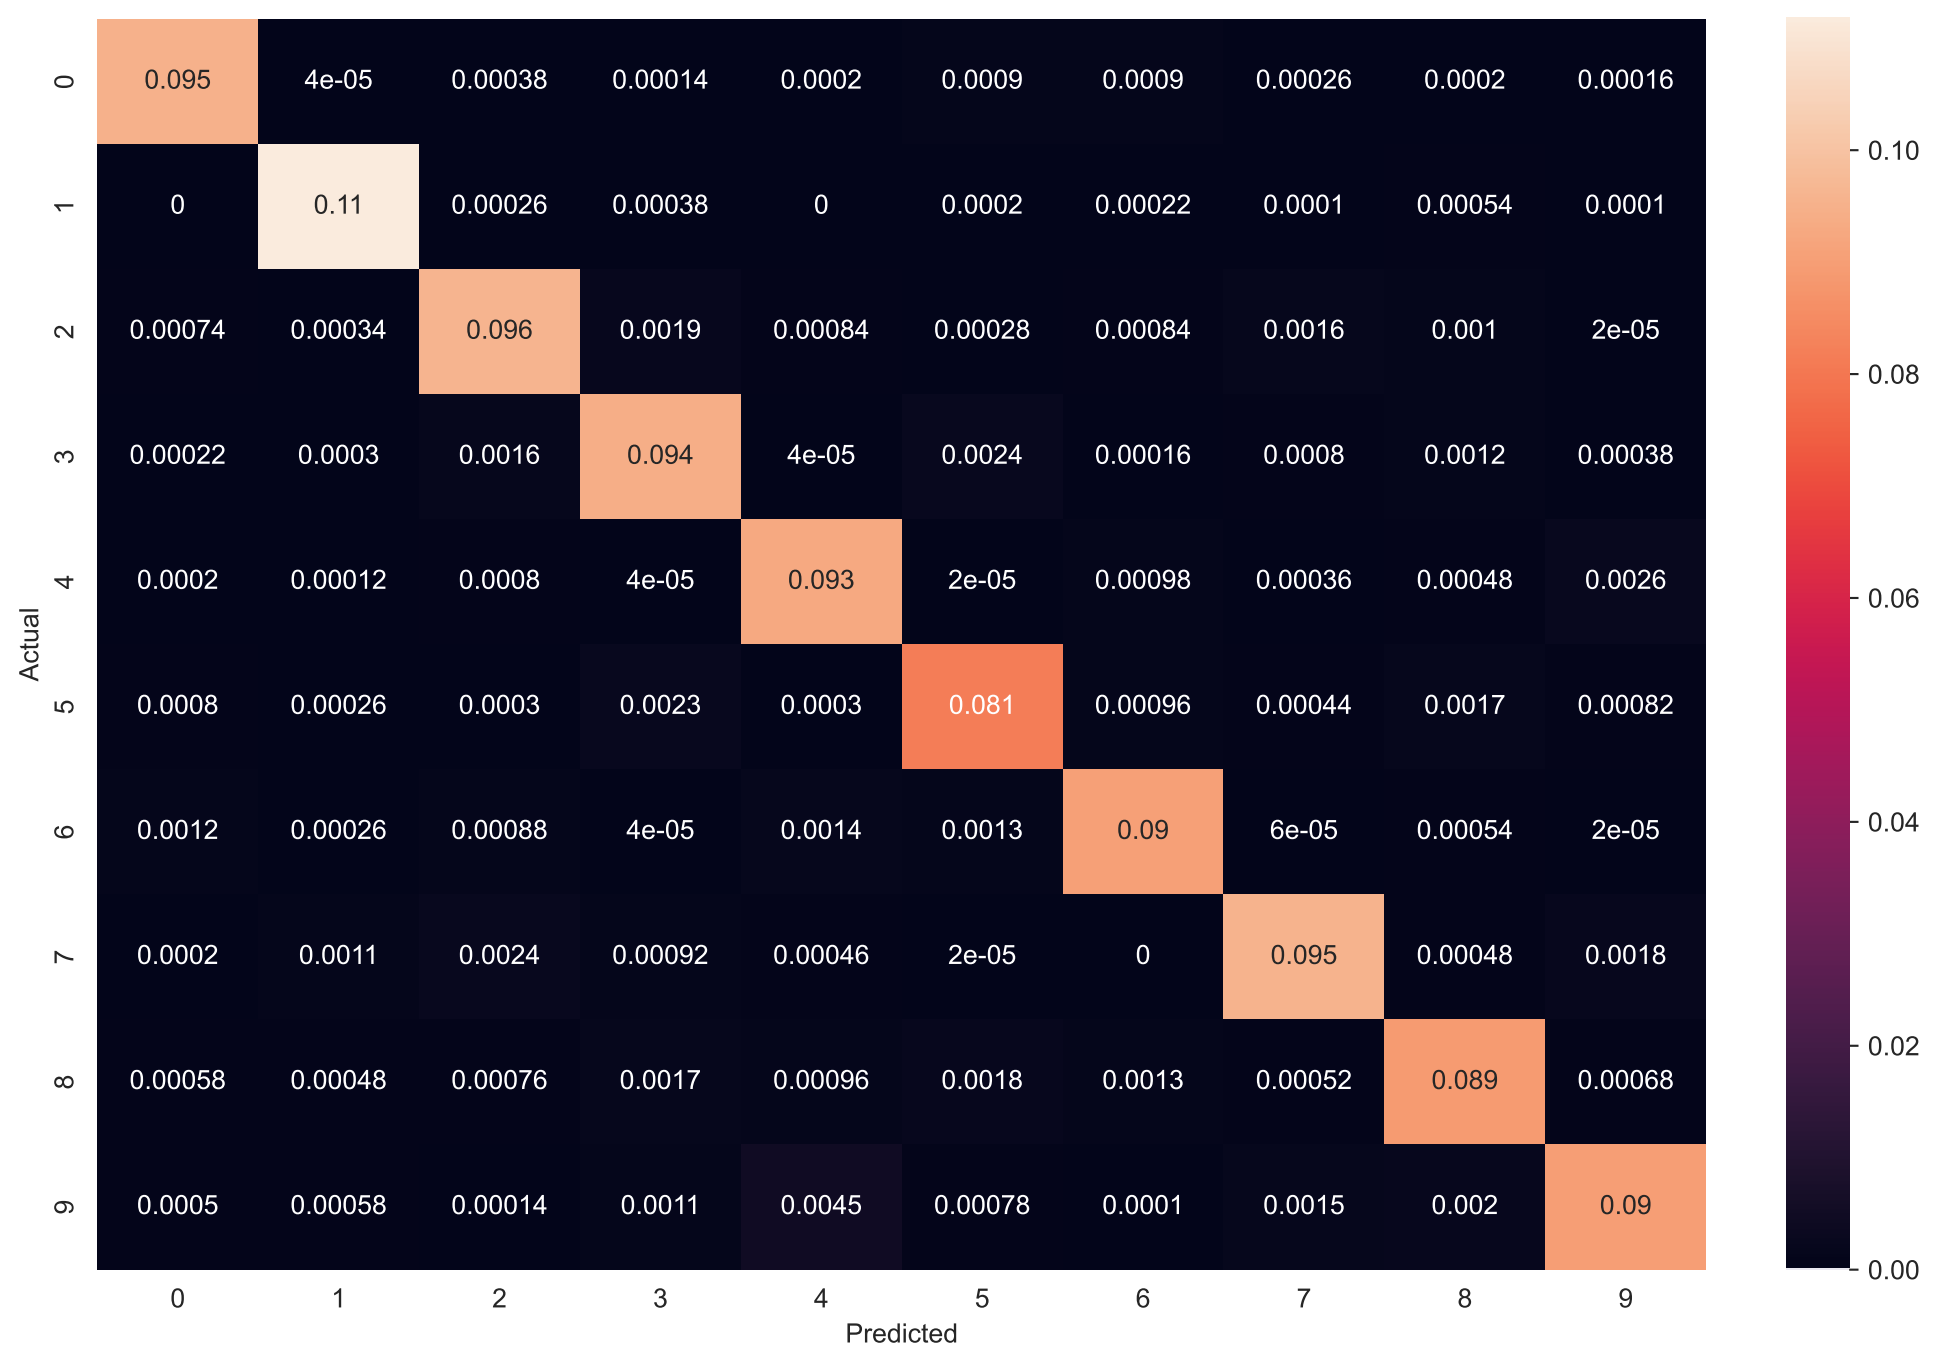 0 0.095 4e-05 0.00038 0.00014 0.0002 0.0009 0.0009 0.00026 0.0002 0.00016
1 0 0.11 0.00026 0.00038 0 0.0002 0.00022 0.0001 0.00054 0.0001
2 0.00074 0.00034 0.096 0.0019 0.00084 0.00028 0.00084 0.0016 0.001 2e-05
3 0.00022 0.0003 0.0016 0.094 4e-05 0.0024 0.00016 0.0008 0.0012 0.00038
4 0.0002 0.00012 0.0008 4e-05 0.093 2e-05 0.00098 0.00036 0.00048 0.0026
5 0.0008 0.00026 0.0003 0.0023 0.0003 0.081 0.00096 0.00044 0.0017 0.00082
6 0.0012 0.00026 0.00088 4e-05 0.0014 0.0013 0.09 6e-05 0.00054 2e-05
7 0.0002 0.0011 0.0024 0.00092 0.00046 2e-05 0 0.095 0.00048 0.0018
8 0.00058 0.00048 0.00076 0.0017 0.00096 0.0018 0.0013 0.00052 0.089 0.00068
9 0.0005 0.00058 0.00014 0.0011 0.0045 0.00078 0.0001 0.0015 0.002 0.09
0 1 2 3 4 5 6 7 8 9
Predicted
Actual
0.10
0.08
0.06
0.04
0.02
0.00